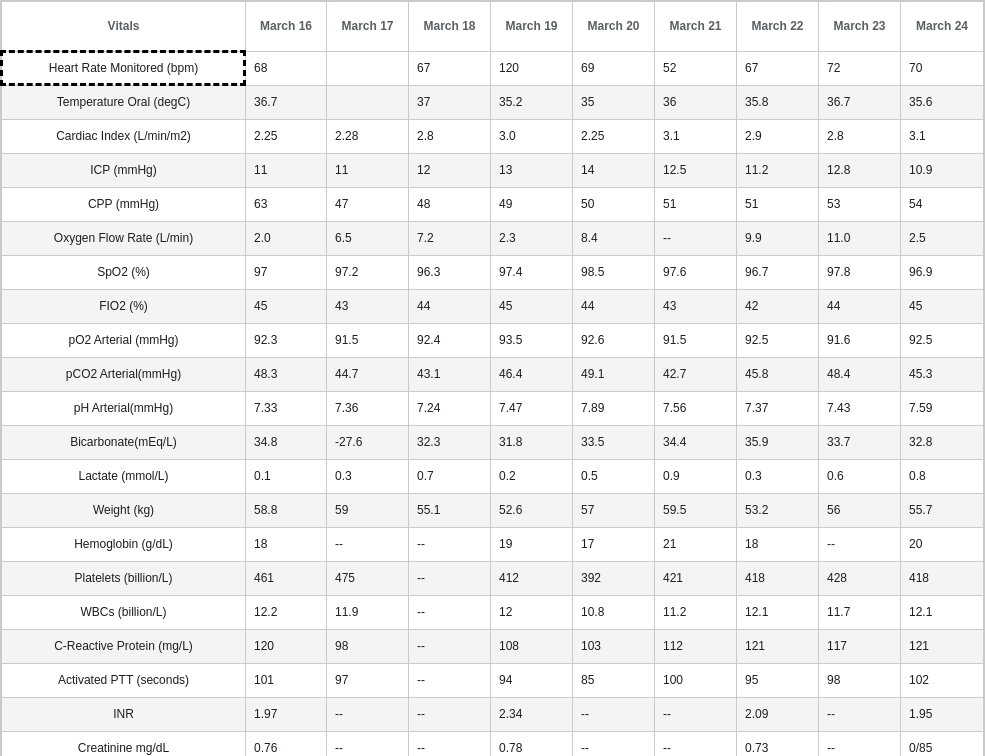 Vitals March 16 March 17 March 18 March 19 March 20 March 21 March 22 March 23 March 24
Heart Rate Monitored (bpm) 68 67 120 69 52 67 72 70
Temperature Oral (degC) 36.7 37 35.2 35 36 35.8 36.7 35.6
Cardiac Index (L/min/m2) 2.25 2.28 2.8 3.0 2.25 3.1 2.9 2.8 3.1
ICP (mmHg) 11 11 12 13 14 12.5 11.2 12.8 10.9
CPP (mmHg) 63 47 48 49 50 51 51 53 54
Oxygen Flow Rate (L/min) 2.0 6.5 7.2 2.3 8.4 -- 9.9 11.0 2.5
SpO2 (%) 97 97.2 96.3 97.4 98.5 97.6 96.7 97.8 96.9
FIO2 (%) 45 43 44 45 44 43 42 44 45
pO2 Arterial (mmHg) 92.3 91.5 92.4 93.5 92.6 91.5 92.5 91.6 92.5
pCO2 Arterial(mmHg) 48.3 44.7 43.1 46.4 49.1 42.7 45.8 48.4 45.3
pH Arterial(mmHg) 7.33 7.36 7.24 7.47 7.89 7.56 7.37 7.43 7.59
Bicarbonate(mEq/L) 34.8 -27.6 32.3 31.8 33.5 34.4 35.9 33.7 32.8
Lactate (mmol/L) 0.1 0.3 0.7 0.2 0.5 0.9 0.3 0.6 0.8
Weight (kg) 58.8 59 55.1 52.6 57 59.5 53.2 56 55.7
Hemoglobin (g/dL) 18 -- -- 19 17 21 18 -- 20
Platelets (billion/L) 461 475 -- 412 392 421 418 428 418
WBCs (billion/L) 12.2 11.9 -- 12 10.8 11.2 12.1 11.7 12.1
C-Reactive Protein (mg/L) 120 98 -- 108 103 112 121 117 121
Activated PTT (seconds) 101 97 -- 94 85 100 95 98 102
INR 1.97 -- -- 2.34 -- -- 2.09 -- 1.95
Creatinine mg/dL 0.76 -- -- 0.78 -- -- 0.73 -- 0/85